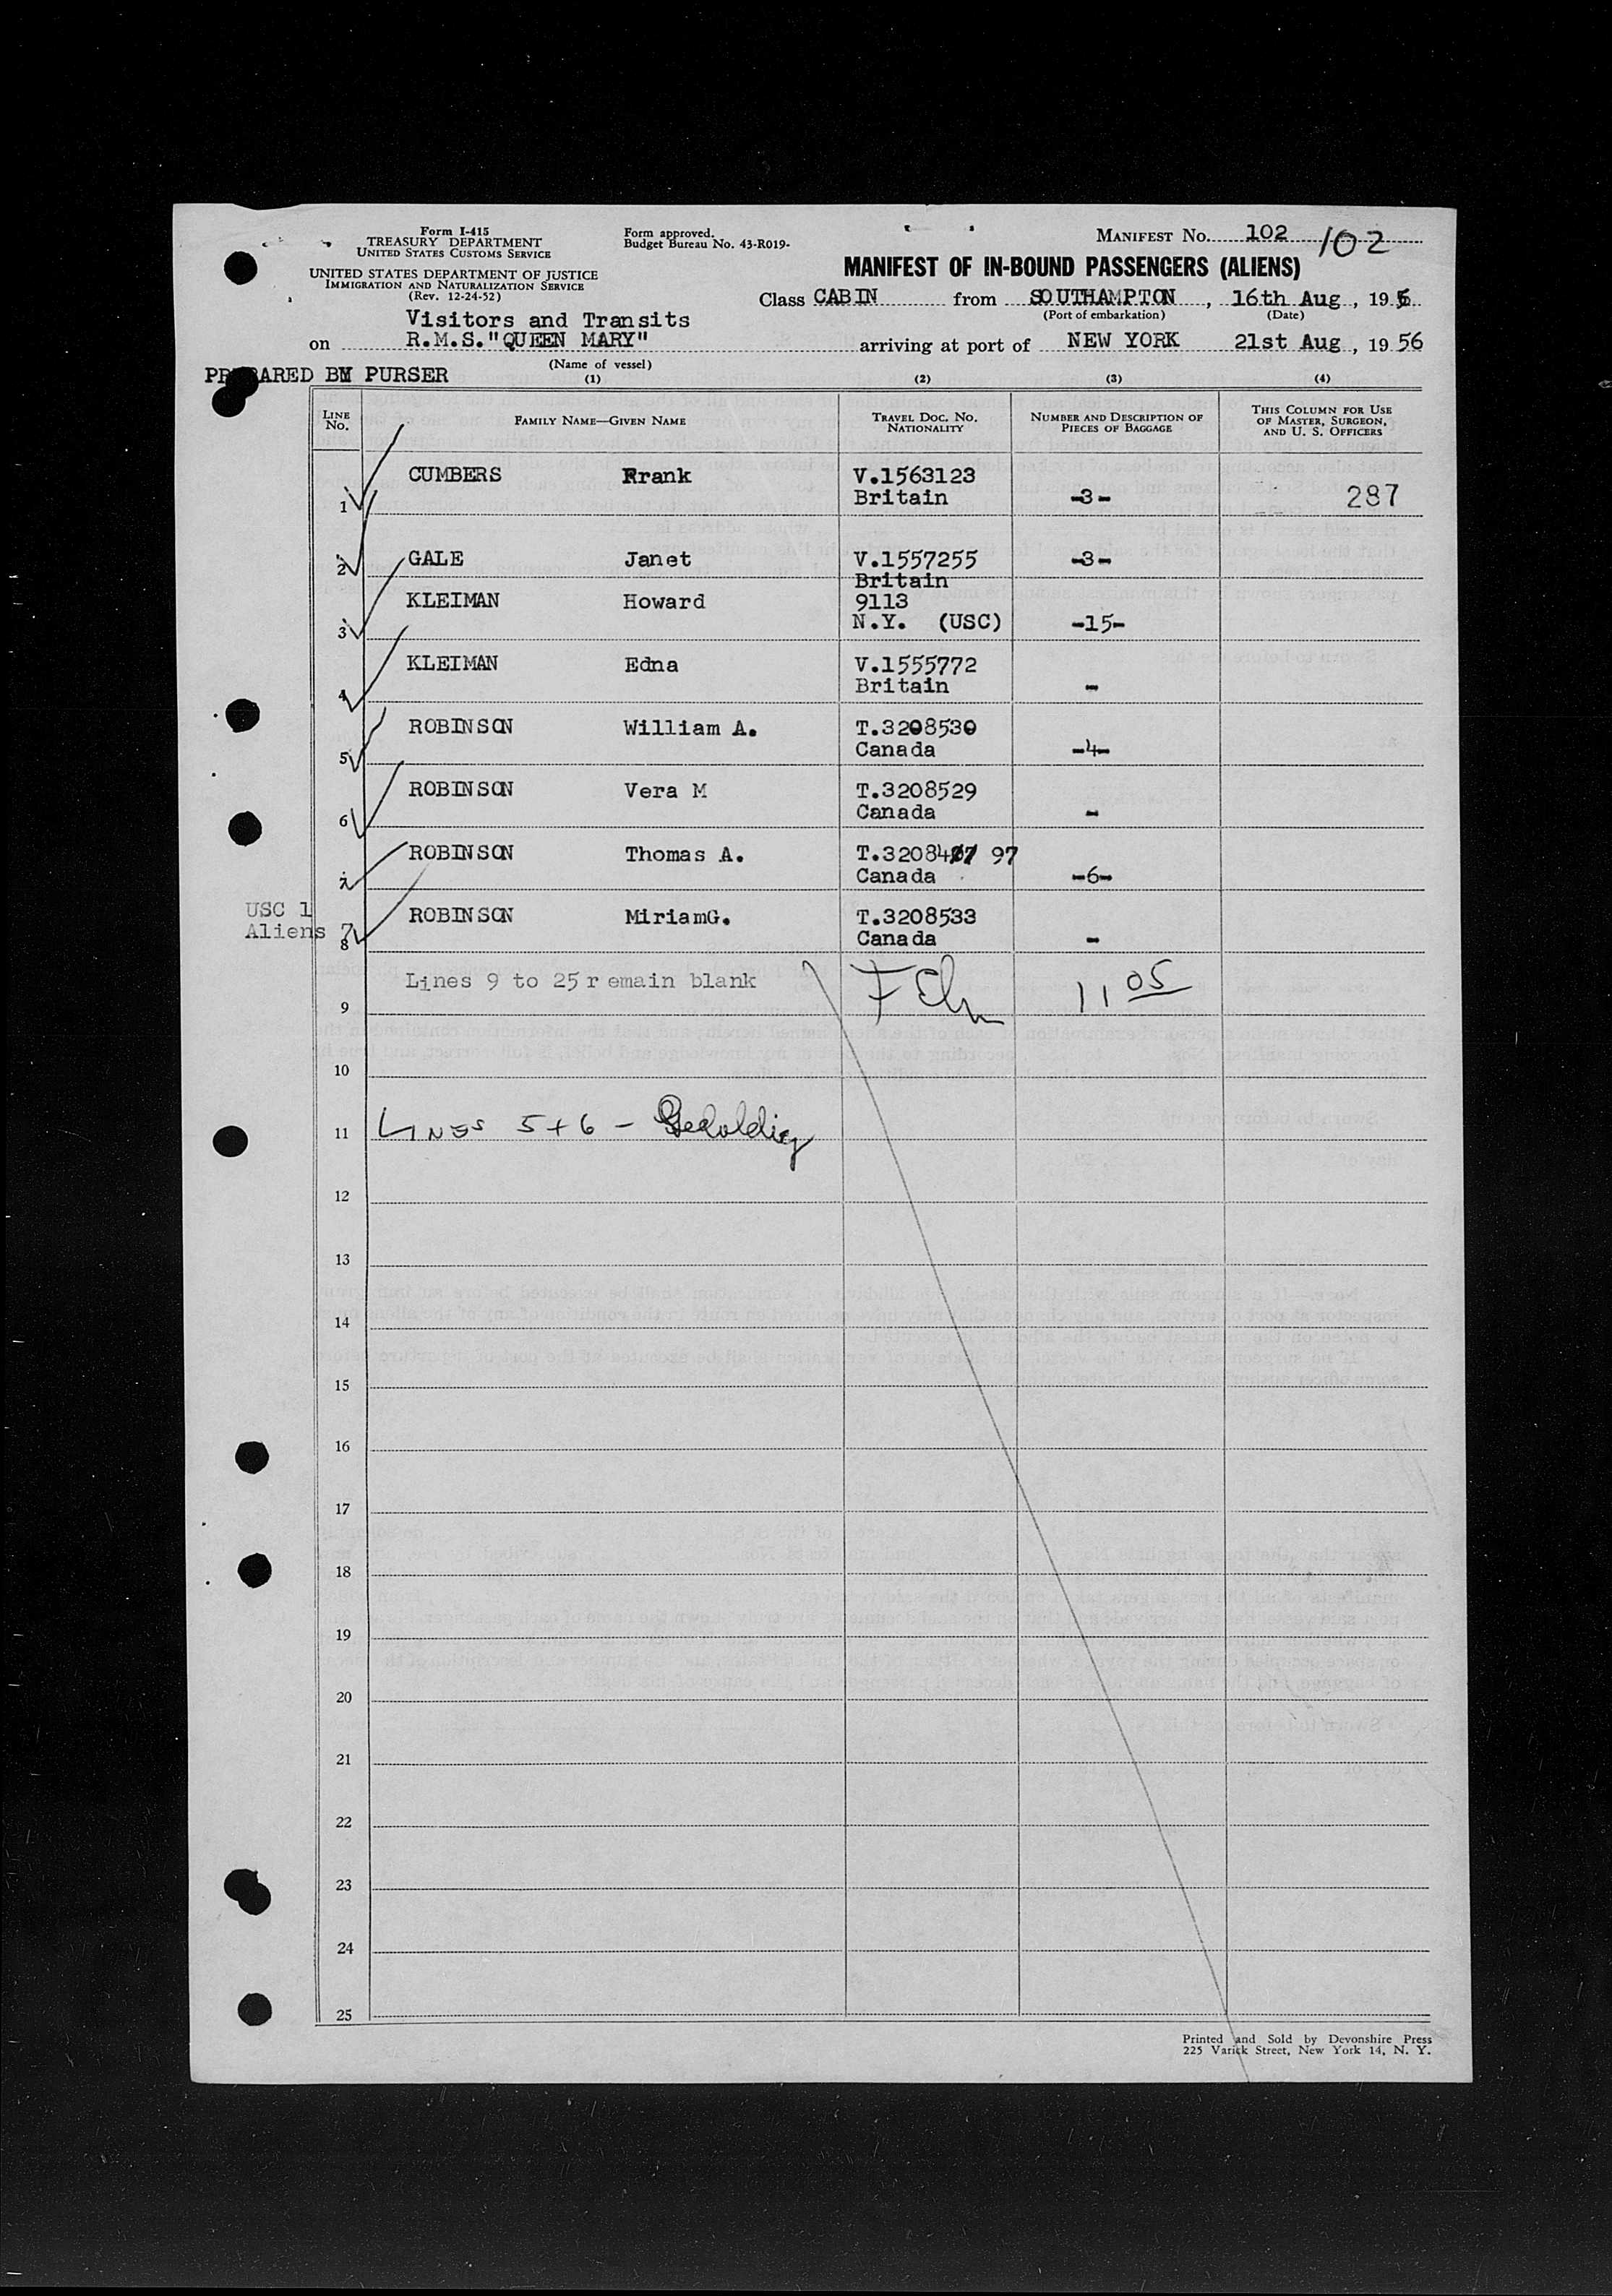 Form I-415
TREASURY DEPARTMENT
UNITED STATES CUSTOMS SERVICE
Form approved.
Budget Bureau No. 43-R019-
MANIFEST No. 102 102
UNITED STATES DEPARTMENT OF JUSTICE
IMMIGRATION AND NATURALIZATION SERVICE
(Rev. 12-24-52)
MANIFEST OF IN-BOUND PASSENGERS (ALIENS)
Class CABIN from SOUTHAMPTON, 16th Aug, 1956
(Port of embarkation) (Date)
Visitors and Transits
on R.M.S."QUEEN MARY" arriving at port of NEW YORK 21st Aug, 1956
(Name of vessel)
PREPARED BY PURSER
(1) (2) (3) (4)
LINE No. FAMILY NAME—GIVEN NAME TRAVEL DOC. NO. NATIONALITY NUMBER AND DESCRIPTION OF PIECES OF BAGGAGE THIS COLUMN FOR USE OF MASTER, SURGEON, AND U. S. OFFICERS
CUMBERS Frank V.1563123
1 Britain -3- 287
2 GALE Janet V.1557255 -3-
Britain
KLEIMAN Howard 9113
3 N.Y. (USC) -15-
KLEIMAN Edna V.1555772
4 Britain -
ROBINSON William A. T.3208530
5 Canada -4-
ROBINSON Vera M T.3208529
6 Canada -
ROBINSON Thomas A. T.32084 97
7 Canada -6-
USC 1 ROBINSON MiriamG. T.3208533
Aliens 7 8 Canada -
Lines 9 to 25 r emain blank 11 05
9
10
11 LINES 5+6 -
12
13
14
15
16
17
18
19
20
21
22
23
24
25
Printed and Sold by Devonshire Press
225 Varick Street, New York 14, N. Y.